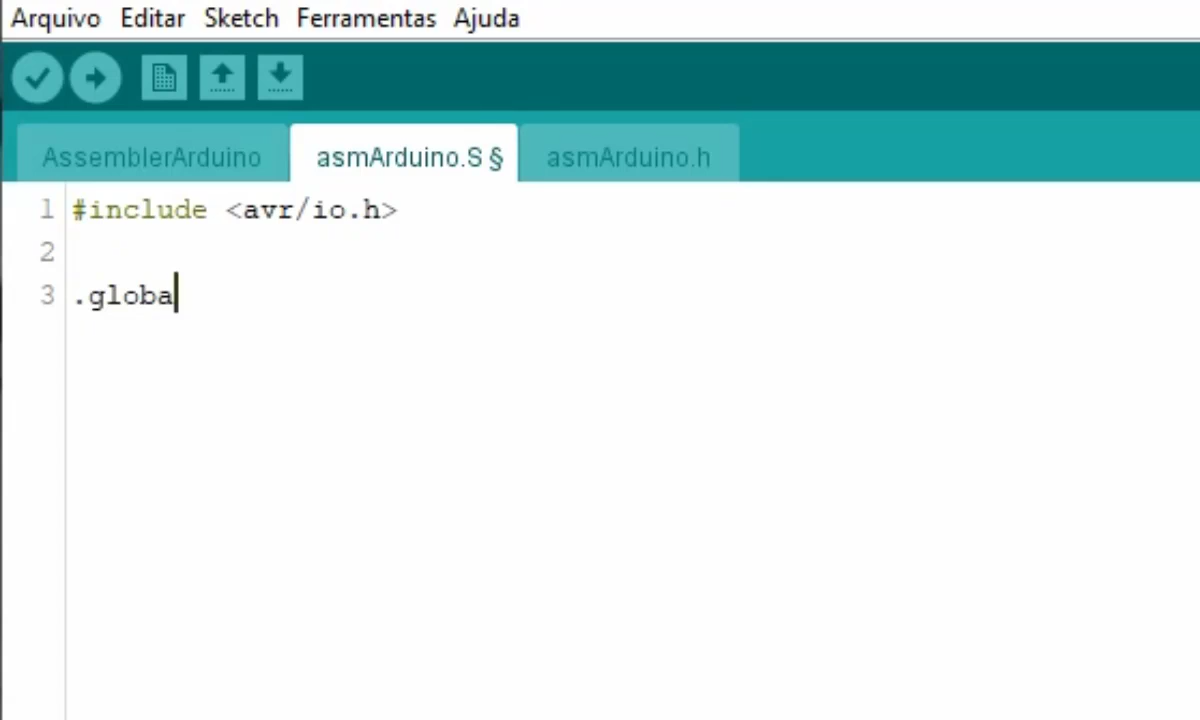 Arquivo Editar Sketch Ferramentas Ajuda
AssemblerArduino asmArduino.S § asmArduino.h
1 #include <avr/io.h>
2
3 .globa